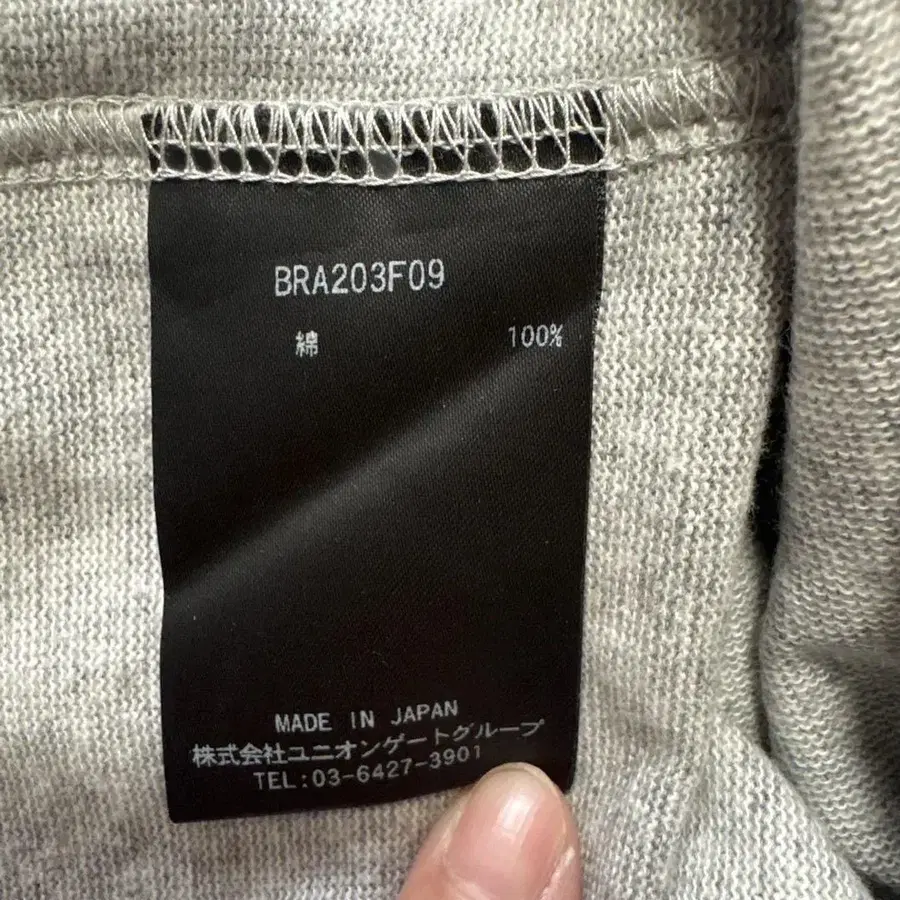 BRA203F09
綿 100%
MADE IN JAPAN
株式会社ユニオンゲートグループ
TEL:03-6427-3901